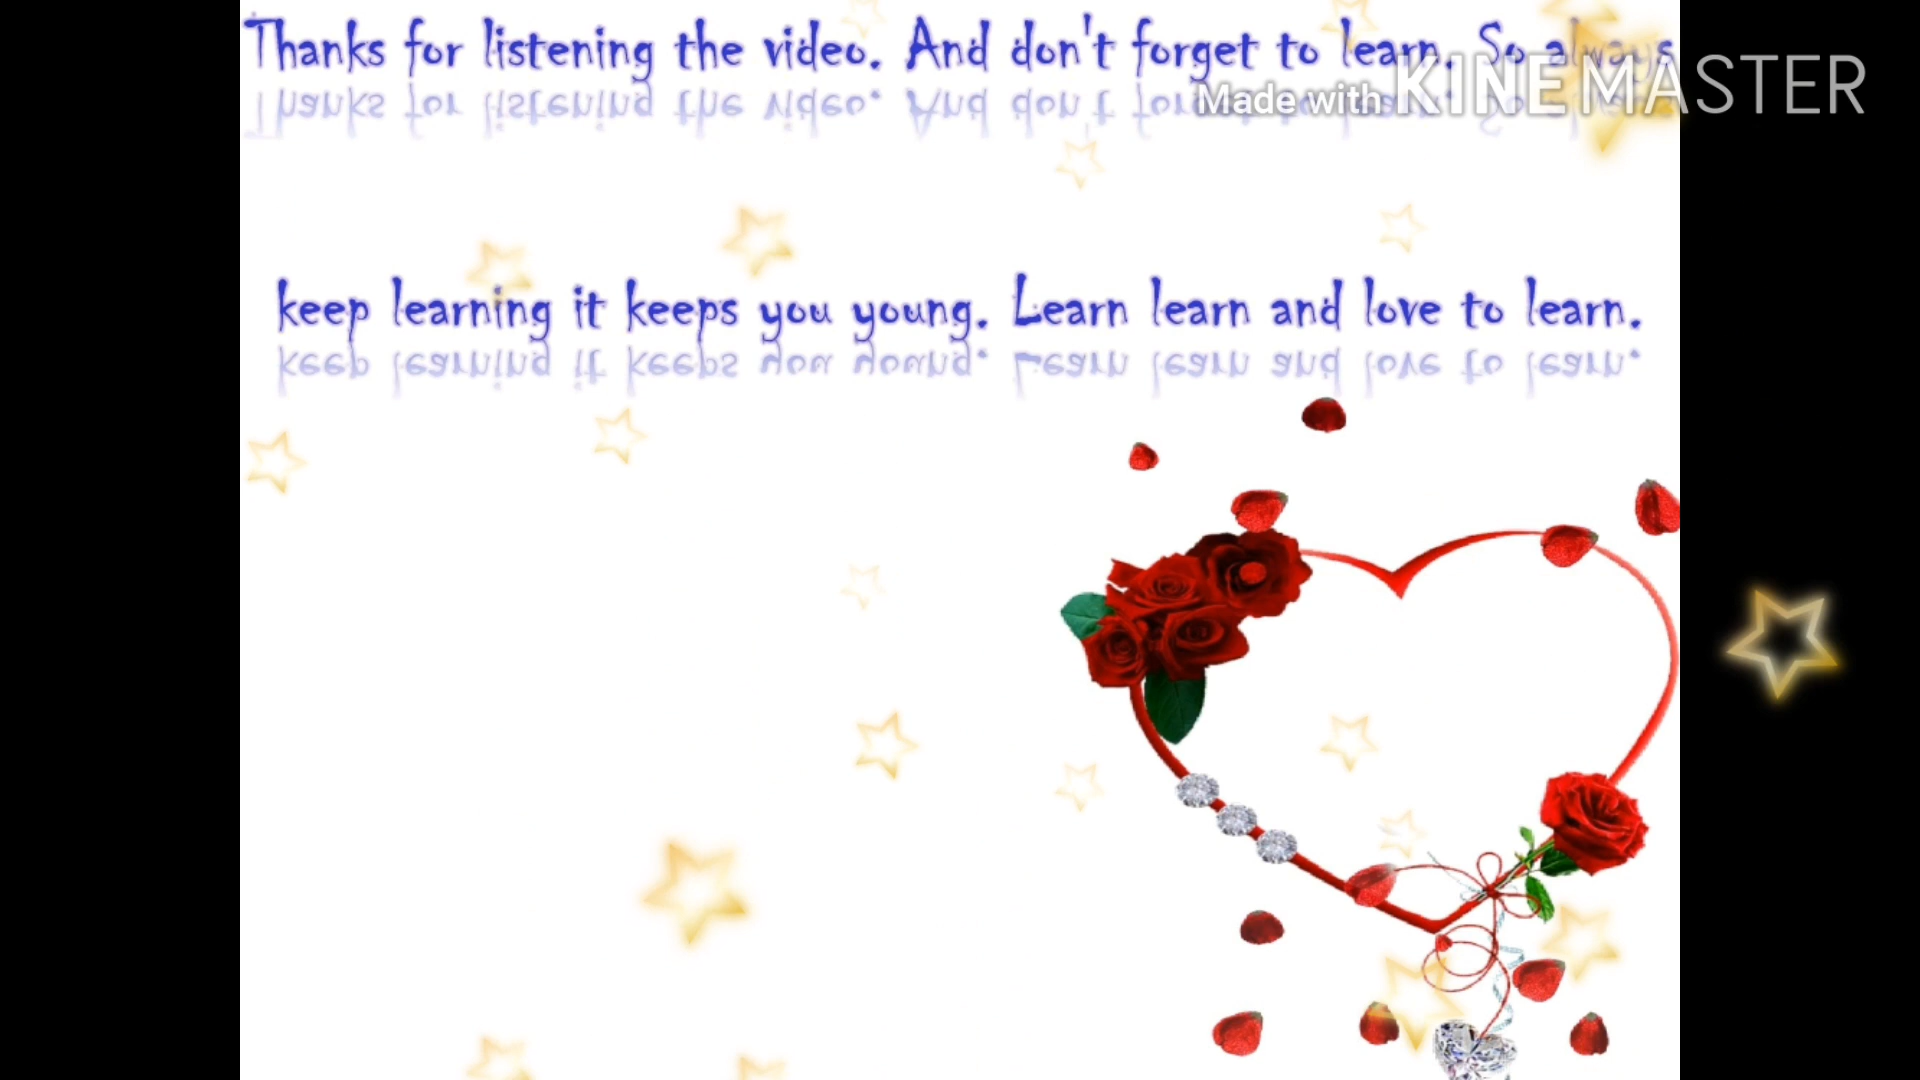 Thanks for listening the video. And don't forget to learn. So always
Made with KINEMASTER
keep learning it keeps you young. Learn learn and love to learn.